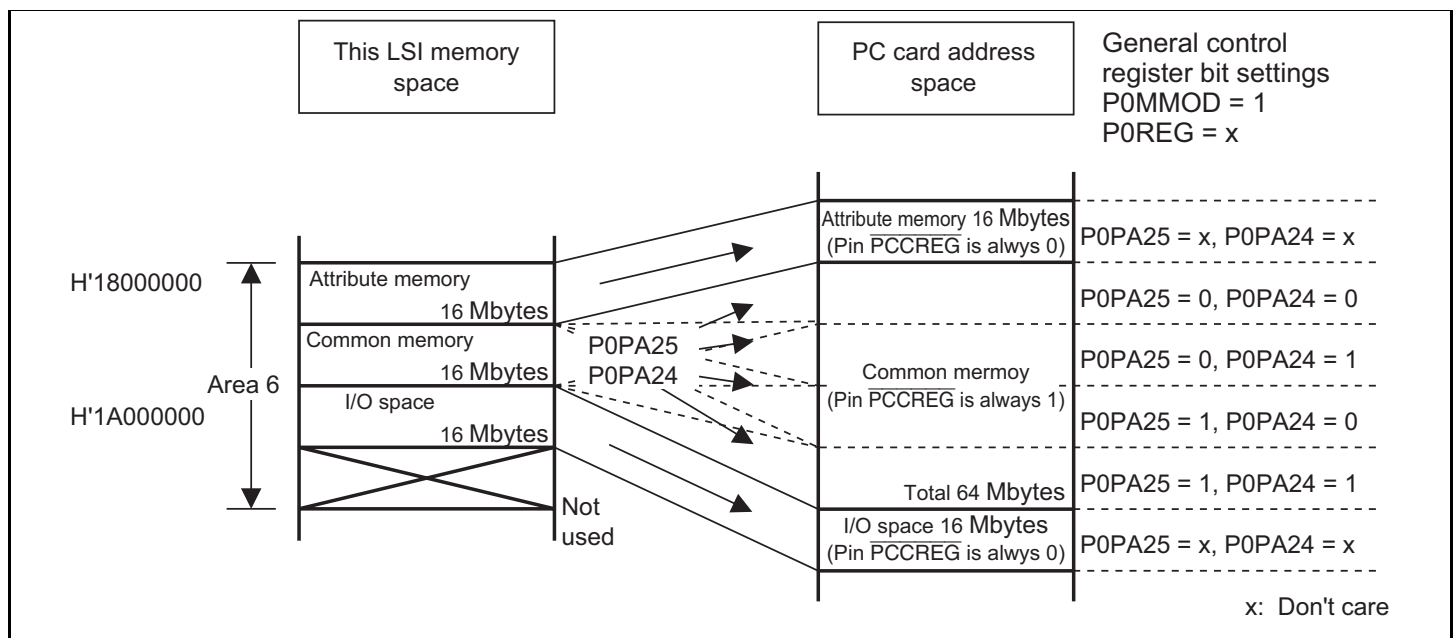 This LSI memory
space
PC card address
space
General control
register bit settings
P0MMOD = 1
P0REG = x
H'18000000
Area 6
H'1A000000
Attribute memory
16 Mbytes
Common memory
16 Mbytes
I/O space
16 Mbytes
Not
used
P0PA25
P0PA24
Attribute memory 16 Mbytes
(Pin PCCREG is alwys 0)
Common mermoy
(Pin PCCREG is always 1)
Total 64 Mbytes
I/O space 16 Mbytes
(Pin PCCREG is alwys 0)
P0PA25 = x, P0PA24 = x
P0PA25 = 0, P0PA24 = 0
P0PA25 = 0, P0PA24 = 1
P0PA25 = 1, P0PA24 = 0
P0PA25 = 1, P0PA24 = 1
P0PA25 = x, P0PA24 = x
x: Don't care